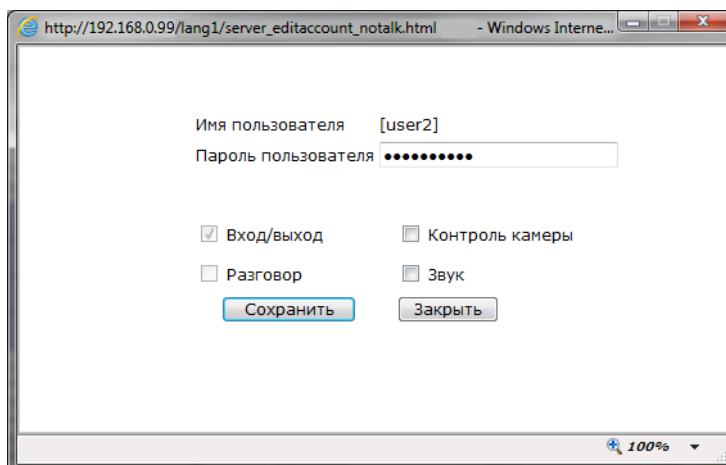 http://192.168.0.99/lang1/server_editaccount_notalk.html - Windows Interne...
Имя пользователя [user2]
Пароль пользователя ••••••••••
Вход/выход Контроль камеры
Разговор Звук
Сохранить Закрыть
100%